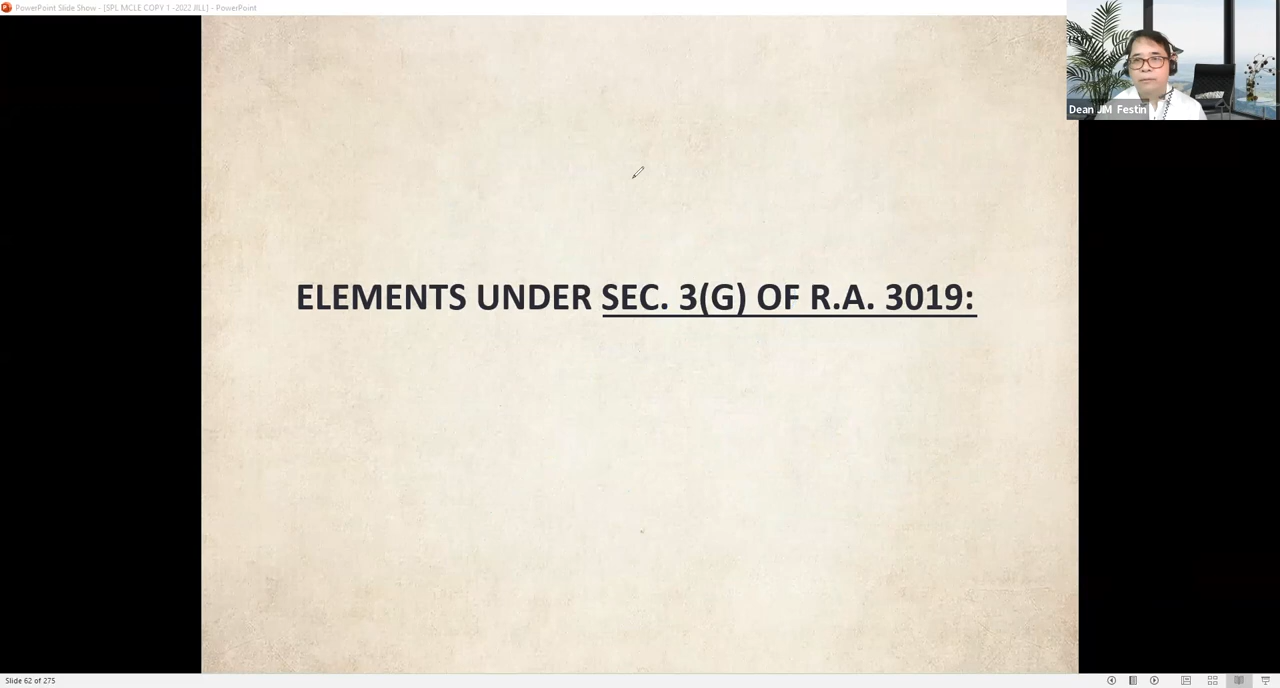 PowerPoint Slide Show - [SPL MCLE COPY 1 -2022 JILL] - PowerPoint
Dean JIM Festin
ELEMENTS UNDER SEC. 3(G) OF R.A. 3019:
Slide 62 of 275